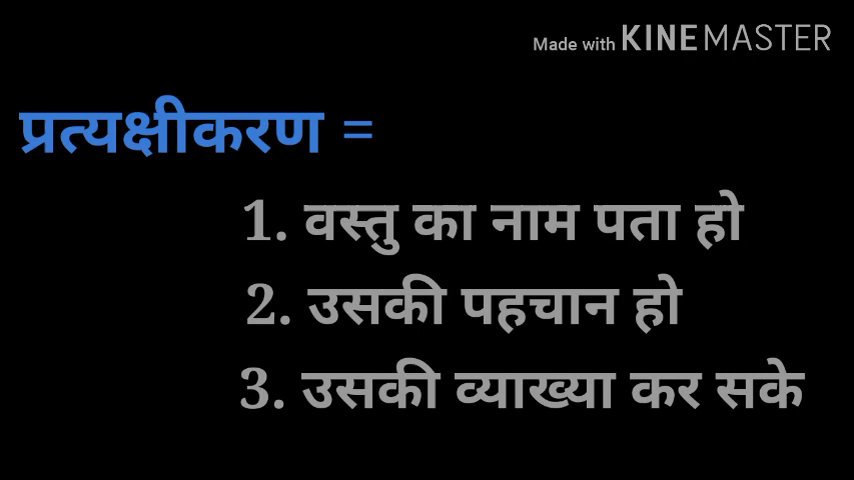 Made with KINEMASTER
प्रत्यक्षीकरण =
1. वस्तु का नाम पता हो
2. उसकी पहचान हो
3. उसकी व्याख्या कर सके